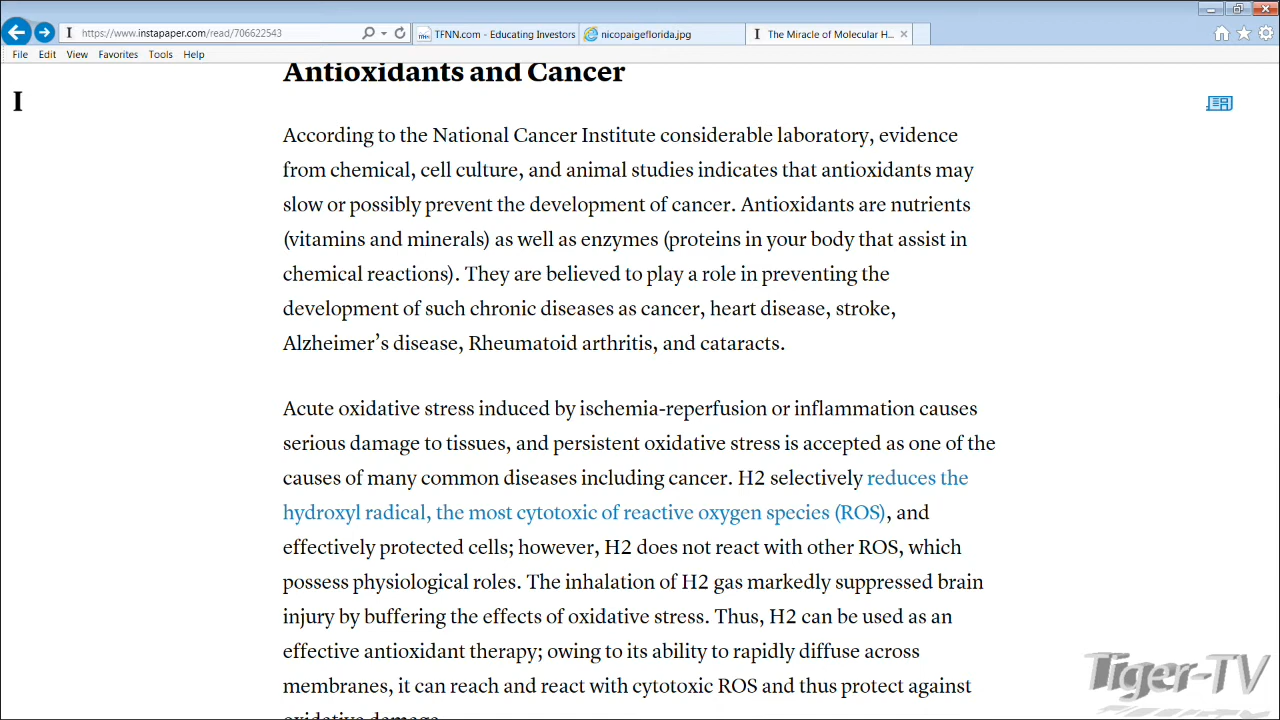 https://www.instapaper.com/read/706622543
TFNN.com - Educating Investors
nicopaigeflorida.jpg
I The Miracle of Molecular H...
File Edit View Favorites Tools Help
Antioxidants and Cancer
I
According to the National Cancer Institute considerable laboratory, evidence
from chemical, cell culture, and animal studies indicates that antioxidants may
slow or possibly prevent the development of cancer. Antioxidants are nutrients
(vitamins and minerals) as well as enzymes (proteins in your body that assist in
chemical reactions). They are believed to play a role in preventing the
development of such chronic diseases as cancer, heart disease, stroke,
Alzheimer’s disease, Rheumatoid arthritis, and cataracts.
Acute oxidative stress induced by ischemia-reperfusion or inflammation causes
serious damage to tissues, and persistent oxidative stress is accepted as one of the
causes of many common diseases including cancer. H2 selectively reduces the
hydroxyl radical, the most cytotoxic of reactive oxygen species (ROS), and
effectively protected cells; however, H2 does not react with other ROS, which
possess physiological roles. The inhalation of H2 gas markedly suppressed brain
injury by buffering the effects of oxidative stress. Thus, H2 can be used as an
effective antioxidant therapy; owing to its ability to rapidly diffuse across
membranes, it can reach and react with cytotoxic ROS and thus protect against
oxidative damage.
Tiger-TV